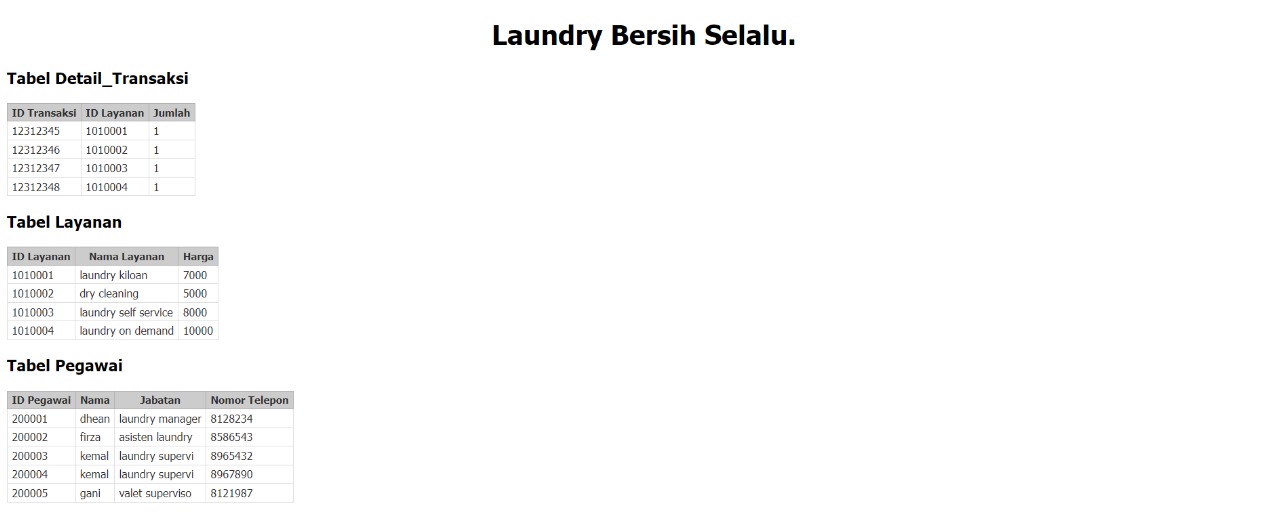 Laundry Bersih Selalu.
Tabel Detail_Transaksi
ID Transaksi ID Layanan Jumlah
12312345 1010001 1
12312346 1010002 1
12312347 1010003 1
12312348 1010004 1
Tabel Layanan
ID Layanan Nama Layanan Harga
1010001 laundry kiloan 7000
1010002 dry cleaning 5000
1010003 laundry self service 8000
1010004 laundry on demand 10000
Tabel Pegawai
ID Pegawai Nama Jabatan Nomor Telepon
200001 dhean laundry manager 8128234
200002 firza asisten laundry 8586543
200003 kemal laundry supervi 8965432
200004 kemal laundry supervi 8967890
200005 gani valet superviso 8121987